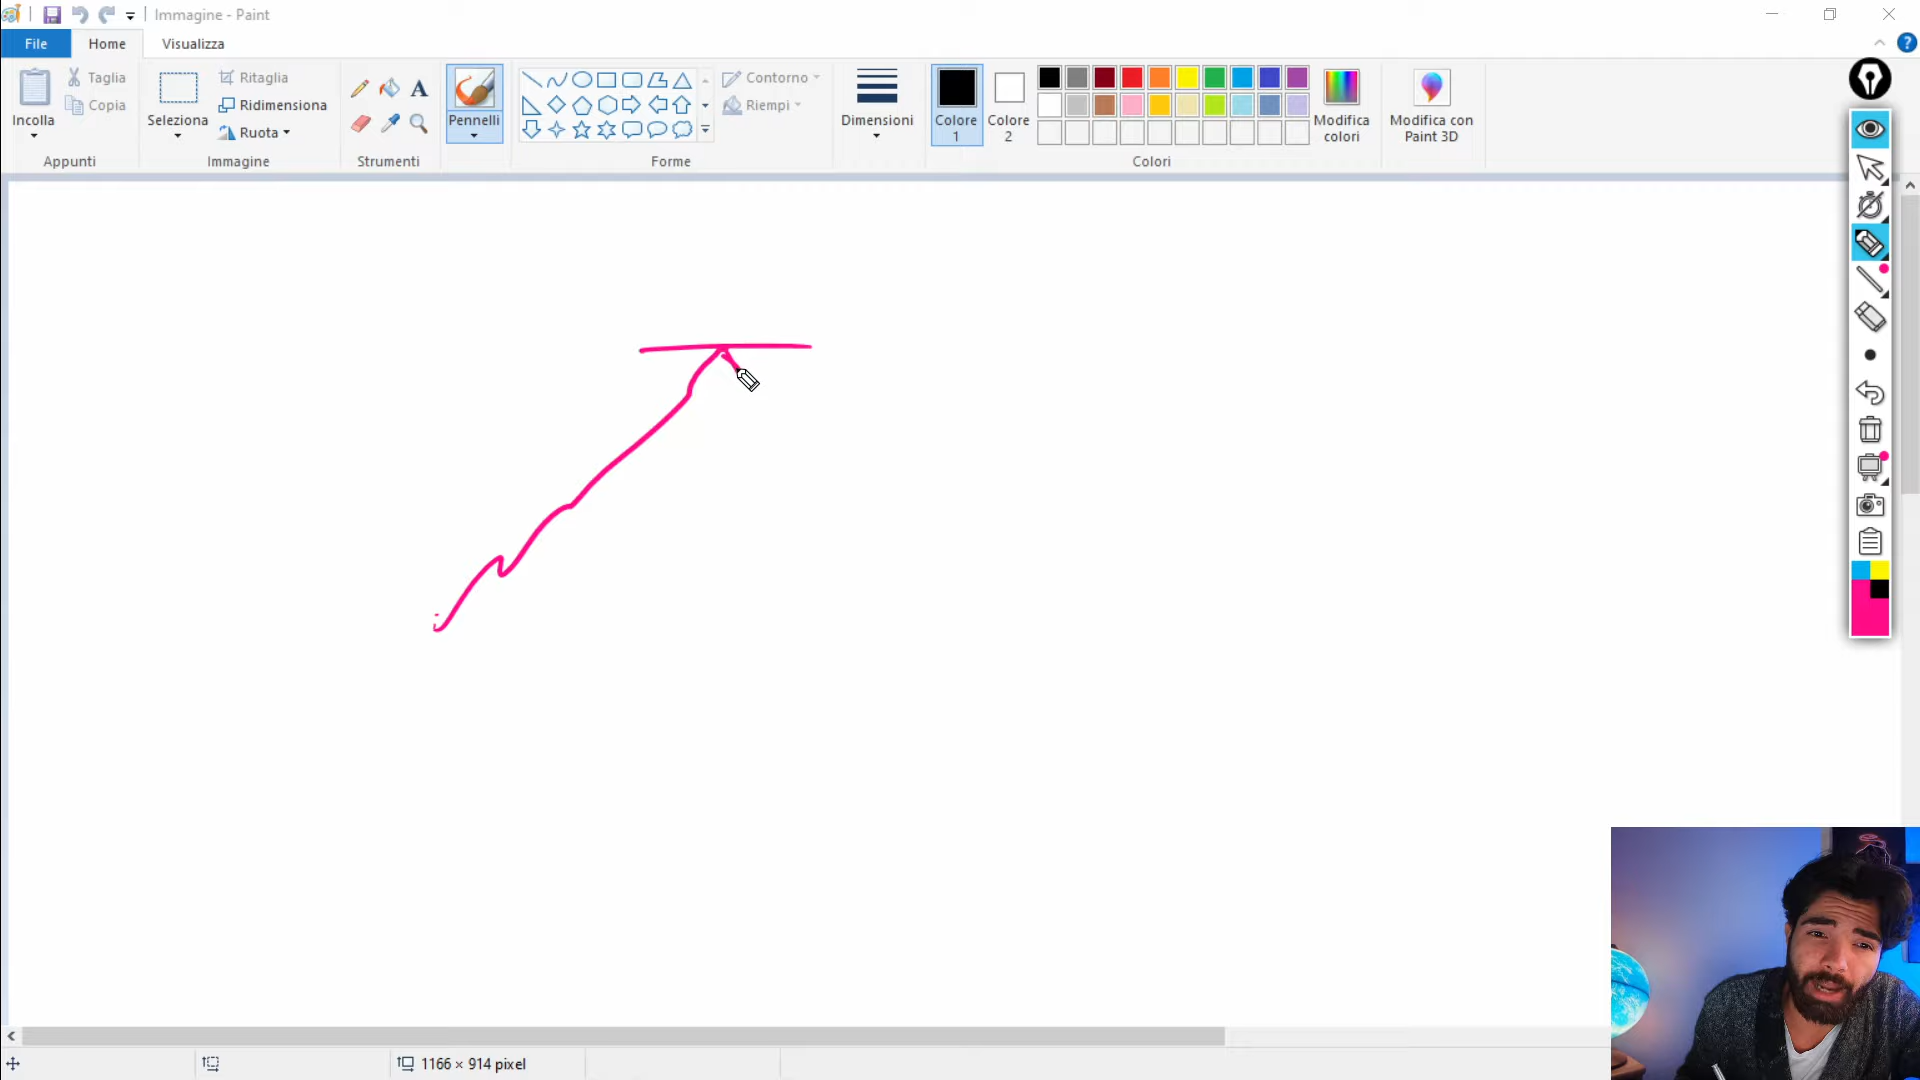 Immagine - Paint
File Home Visualizza
Incolla
Taglia
Copia
Appunti
Seleziona
Ritaglia
Ridimensiona
Ruota
Immagine
A
Strumenti
Pennelli
Contorno
Riempi
Forme
Dimensioni
Colore
1
Colore
2
Modifica
colori
Colori
Modifica con
Paint 3D
?
1166 × 914 pixel